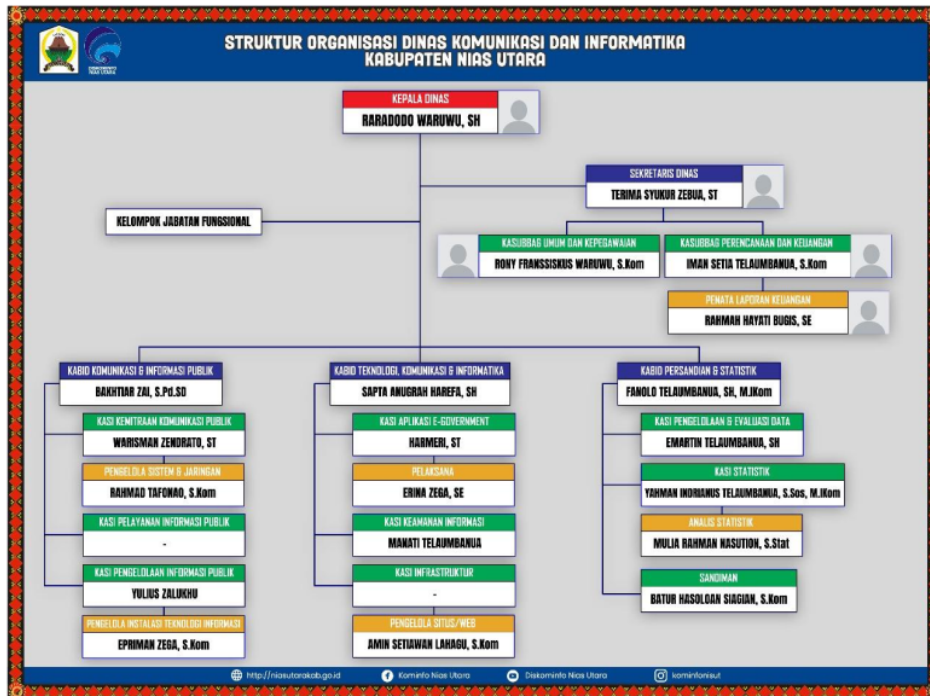 STRUKTUR ORGANISASI DINAS KOMUNIKASI DAN INFORMATIKA
KABUPATEN NIAS UTARA
DISKOMINFO
NIAS UTARA
KEPALA DINAS
RARADODO WARUWU, SH
SEKRETARIS DINAS
TERIMA SYUKUR ZEBUA, ST
KELOMPOK JABATAN FUNGSIONAL
KASUBBAG UMUM DAN KEPEGAWAIAN
RONY FRANSSISKUS WARUWU, S.Kom
KASUBBAG PERENCANAAN DAN KEUANGAN
IMAN SETIA TELAUMBANUA, S.Kom
PENATA LAPORAN KEUANGAN
RAHMAH HAYATI BUGIS, SE
KABID KOMUNIKASI & INFORMASI PUBLIK
BAKHTIAR ZAI, S.Pd.SD
KASI KEMITRAAN KOMUNIKASI PUBLIK
WARISMAN ZENDRATO, ST
PENGELOLA SISTEM & JARINGAN
RAHMAD TAFONAO, S.Kom
KASI PELAYANAN INFORMASI PUBLIK
-
KASI PENGELOLAAN INFORMASI PUBLIK
YULIUS ZALUKHU
PENGELOLA INSTALASI TEKNOLOGI INFORMASI
EPRIMAN ZEGA, S.Kom
KABID TEKNOLOGI, KOMUNIKASI & INFORMATIKA
SAPTA ANUGRAH HAREFA, SH
KASI APLIKASI E-GOVERNMENT
HARMERI, ST
PELAKSANA
ERINA ZEGA, SE
KASI KEAMANAN INFORMASI
MANATI TELAUMBANUA
KASI INFRASTRUKTUR
-
PENGELOLA SITUS/WEB
AMIN SETIAWAN LAHAGU, S.Kom
KABID PERSANDIAN & STATISTIK
FANOLO TELAUMBANUA, SH, M.IKom
KASI PENGELOLAAN & EVALUASI DATA
EMARTIN TELAUMBANUA, SH
KASI STATISTIK
YAHMAN INDRIANUS TELAUMBANUA, S.Sos, M.IKom
ANALIS STATISTIK
MULIA RAHMAN NASUTION, S.Stat
SANDIMAN
BATUR HASOLOAN SIAGIAN, S.Kom
http://niasutarakab.go.id
Kominfo Nias Utara
Diskominfo Nias Utara
kominfonisut